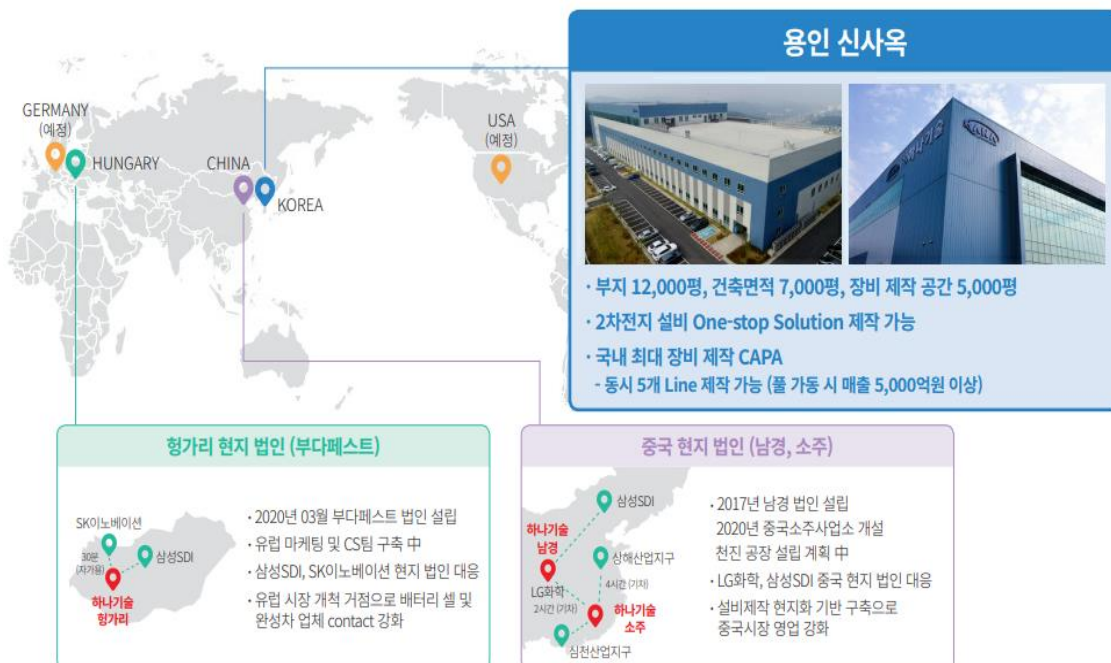 용인 신사옥
GERMANY
(예정)
HUNGARY
CHINA
KOREA
USA
(예정)
하나기술
· 부지 12,000평, 건축면적 7,000평, 장비 제작 공간 5,000평
· 2차전지 설비 One-stop Solution 제작 가능
· 국내 최대 장비 제작 CAPA
- 동시 5개 Line 제작 가능 (풀 가동 시 매출 5,000억원 이상)
헝가리 현지 법인 (부다페스트)
SK이노베이션
30분
(자가용)
삼성SDI
하나기술
헝가리
· 2020년 03월 부다페스트 법인 설립
· 유럽 마케팅 및 CS팀 구축 中
· 삼성SDI, SK이노베이션 현지 법인 대응
· 유럽 시장 개척 거점으로 배터리 셀 및
완성차 업체 contact 강화
중국 현지 법인 (남경, 소주)
삼성SDI
하나기술
남경
상해산업지구
LG화학
4시간 (기차)
2시간 (기차)
하나기술
소주
심천산업지구
· 2017년 남경 법인 설립
2020년 중국소주사업소 개설
천진 공장 설립 계획 中
· LG화학, 삼성SDI 중국 현지 법인 대응
· 설비제작 현지화 기반 구축으로
중국시장 영업 강화